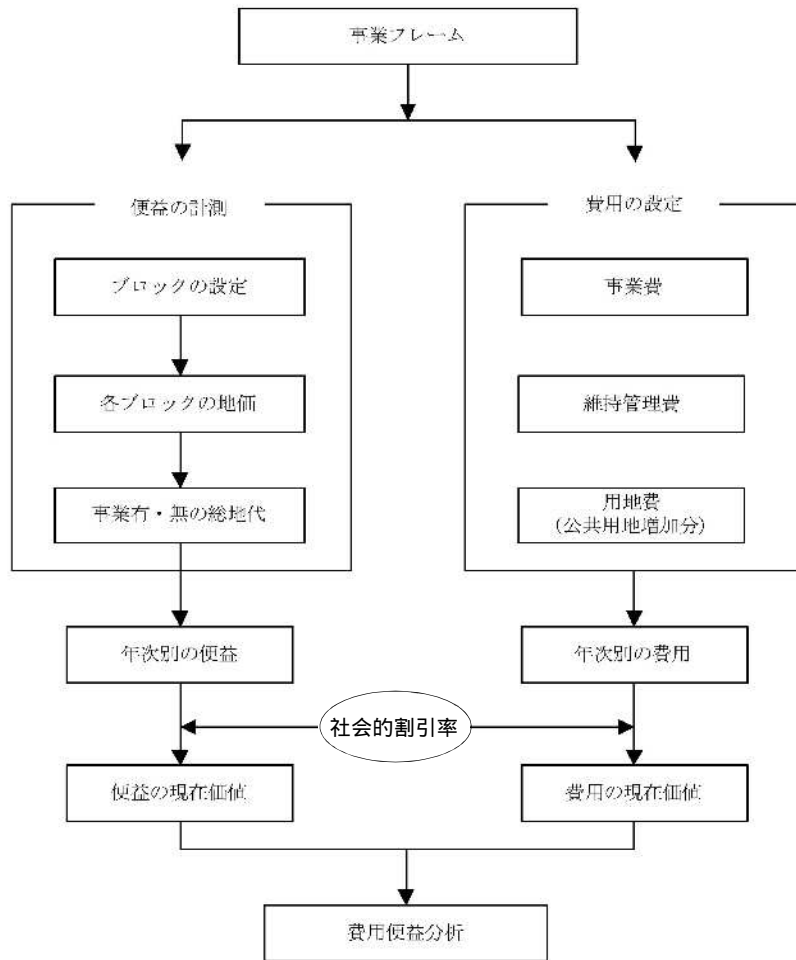 事業フレーム
便益の計測
ブロックの設定
各ブロックの地価
事業有・無の総地代
年次別の便益
便益の現在価値
費用の設定
事業費
維持管理費
用地費
(公共用地増加分)
年次別の費用
費用の現在価値
社会的割引率
費用便益分析